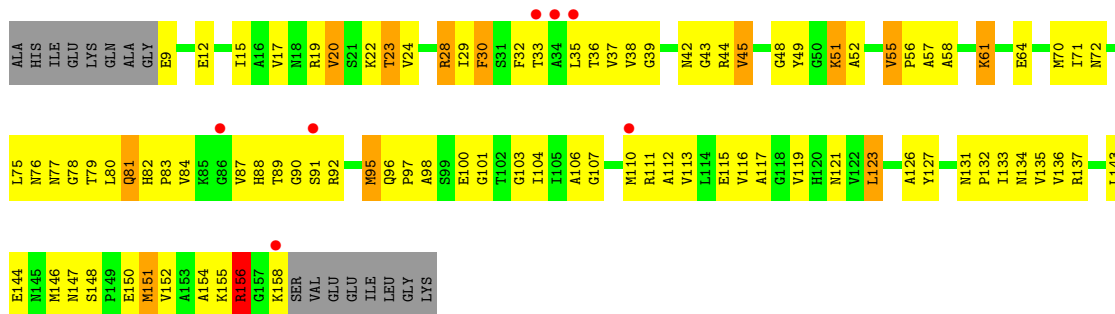 ALA HIS ILE GLU LYS GLN ALA GLY E9 E12 I15 A16 V17 N18 R19 V20 S21 K22 T23 V24 R28 I29 F30 S31 F32 T33 A34 L35 T36 V37 V38 G39 N42 G43 R44 V45 G48 Y49 G50 K51 A52 V55 P56 A57 A58 K61 E64 M70 I71 N72
L75 N76 N77 G78 T79 L80 Q81 H82 P83 V84 K85 G86 V87 H88 T89 G90 S91 R92 M95 Q96 P97 A98 S99 E100 G101 T102 G103 I104 I105 A106 G107 M110 R111 A112 V113 L114 E115 V116 A117 G118 V119 H120 N121 V122 L123 A126 Y127 N131 P132 I133 N134 V135 V136 R137 L143
E144 N145 M146 N147 S148 P149 E150 M151 V152 A153 A154 K155 R156 G157 K158 SER VAL GLU GLU ILE LEU GLY LYS